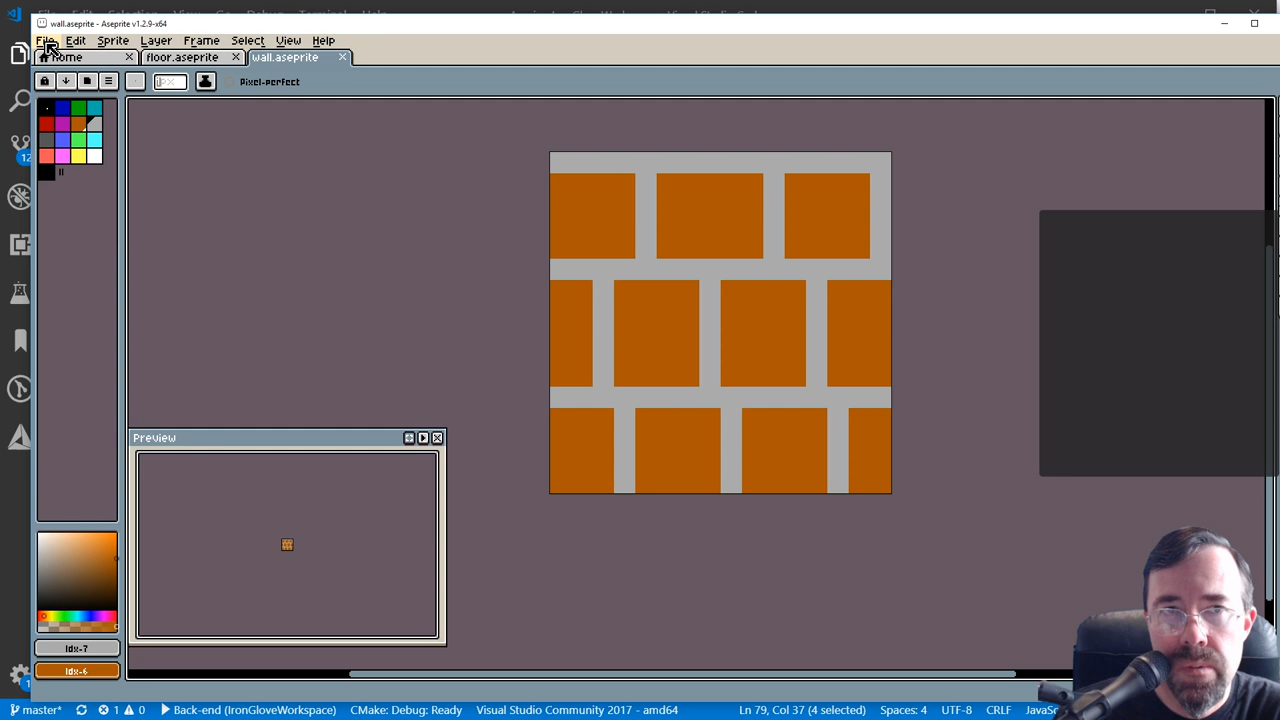 wall.aseprite - Aseprite v1.2.9-x64
File Edit Sprite Layer Frame Select View Help
Home floor.aseprite wall.aseprite
Pixel-perfect
12
Preview
Idx-7
Idx-6
1
master* 1 0 Back-end (IronGloveWorkspace) CMake: Debug: Ready Visual Studio Community 2017 - amd64 Ln 79, Col 37 (4 selected) Spaces: 4 UTF-8 CRLF